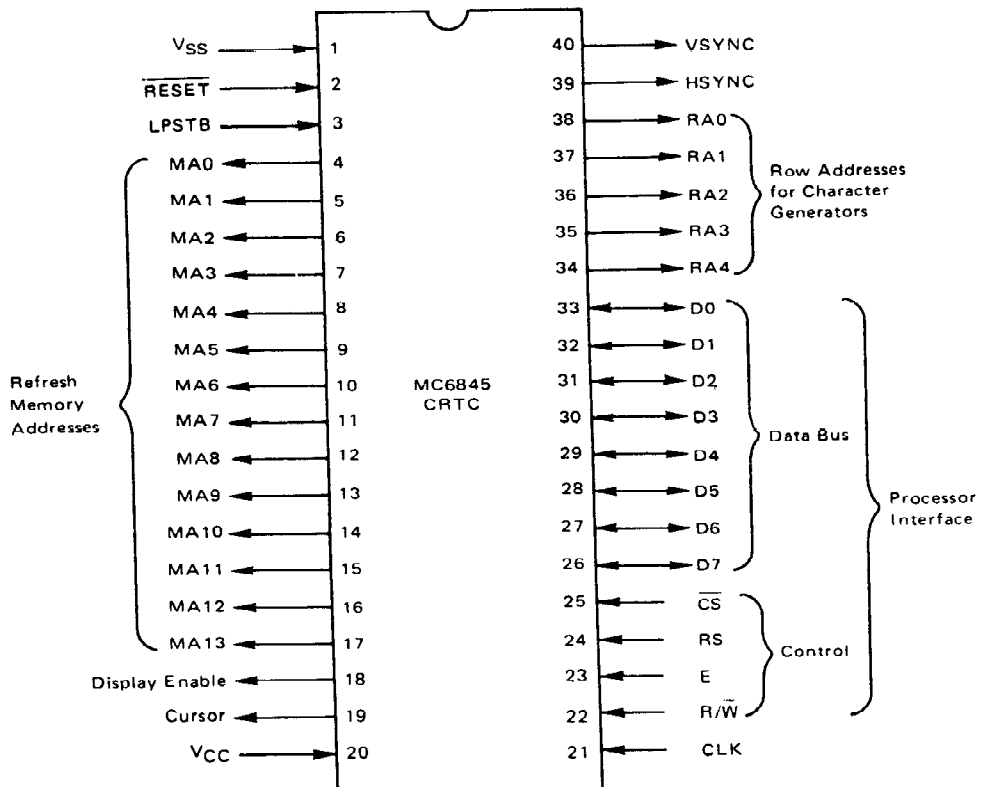 VSS 1
RESET 2
LPSTB 3
MA0 4
MA1 5
MA2 6
MA3 7
MA4 8
MA5 9
MA6 10
MA7 11
MA8 12
MA9 13
MA10 14
MA11 15
MA12 16
MA13 17
Display Enable 18
Cursor 19
VCC 20
Refresh
Memory
Addresses
MC6845
CRTC
40 VSYNC
39 HSYNC
38 RA0
37 RA1
36 RA2
35 RA3
34 RA4
Row Addresses
for Character
Generators
33 D0
32 D1
31 D2
30 D3
29 D4
28 D5
27 D6
26 D7
Data Bus
25 C̅S̅
24 RS
23 E
22 R/W̅
Control
Processor
Interface
21 CLK